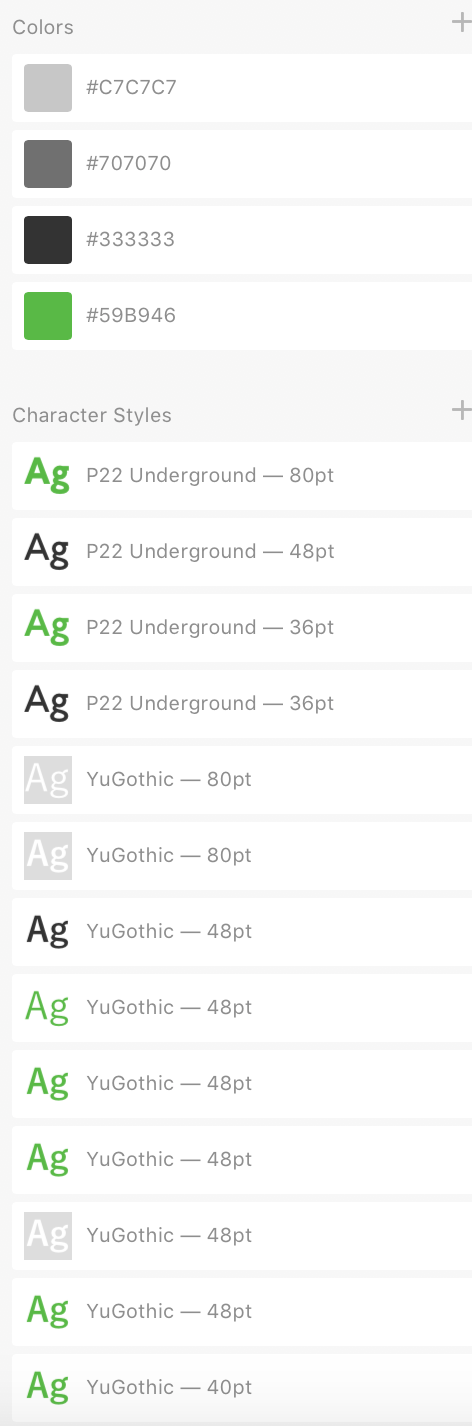 Colors
#C7C7C7
#707070
#333333
#59B946
Character Styles
Ag P22 Underground — 80pt
Ag P22 Underground — 48pt
Ag P22 Underground — 36pt
Ag P22 Underground — 36pt
Ag YuGothic — 80pt
Ag YuGothic — 80pt
Ag YuGothic — 48pt
Ag YuGothic — 48pt
Ag YuGothic — 48pt
Ag YuGothic — 48pt
Ag YuGothic — 48pt
Ag YuGothic — 48pt
Ag YuGothic — 40pt